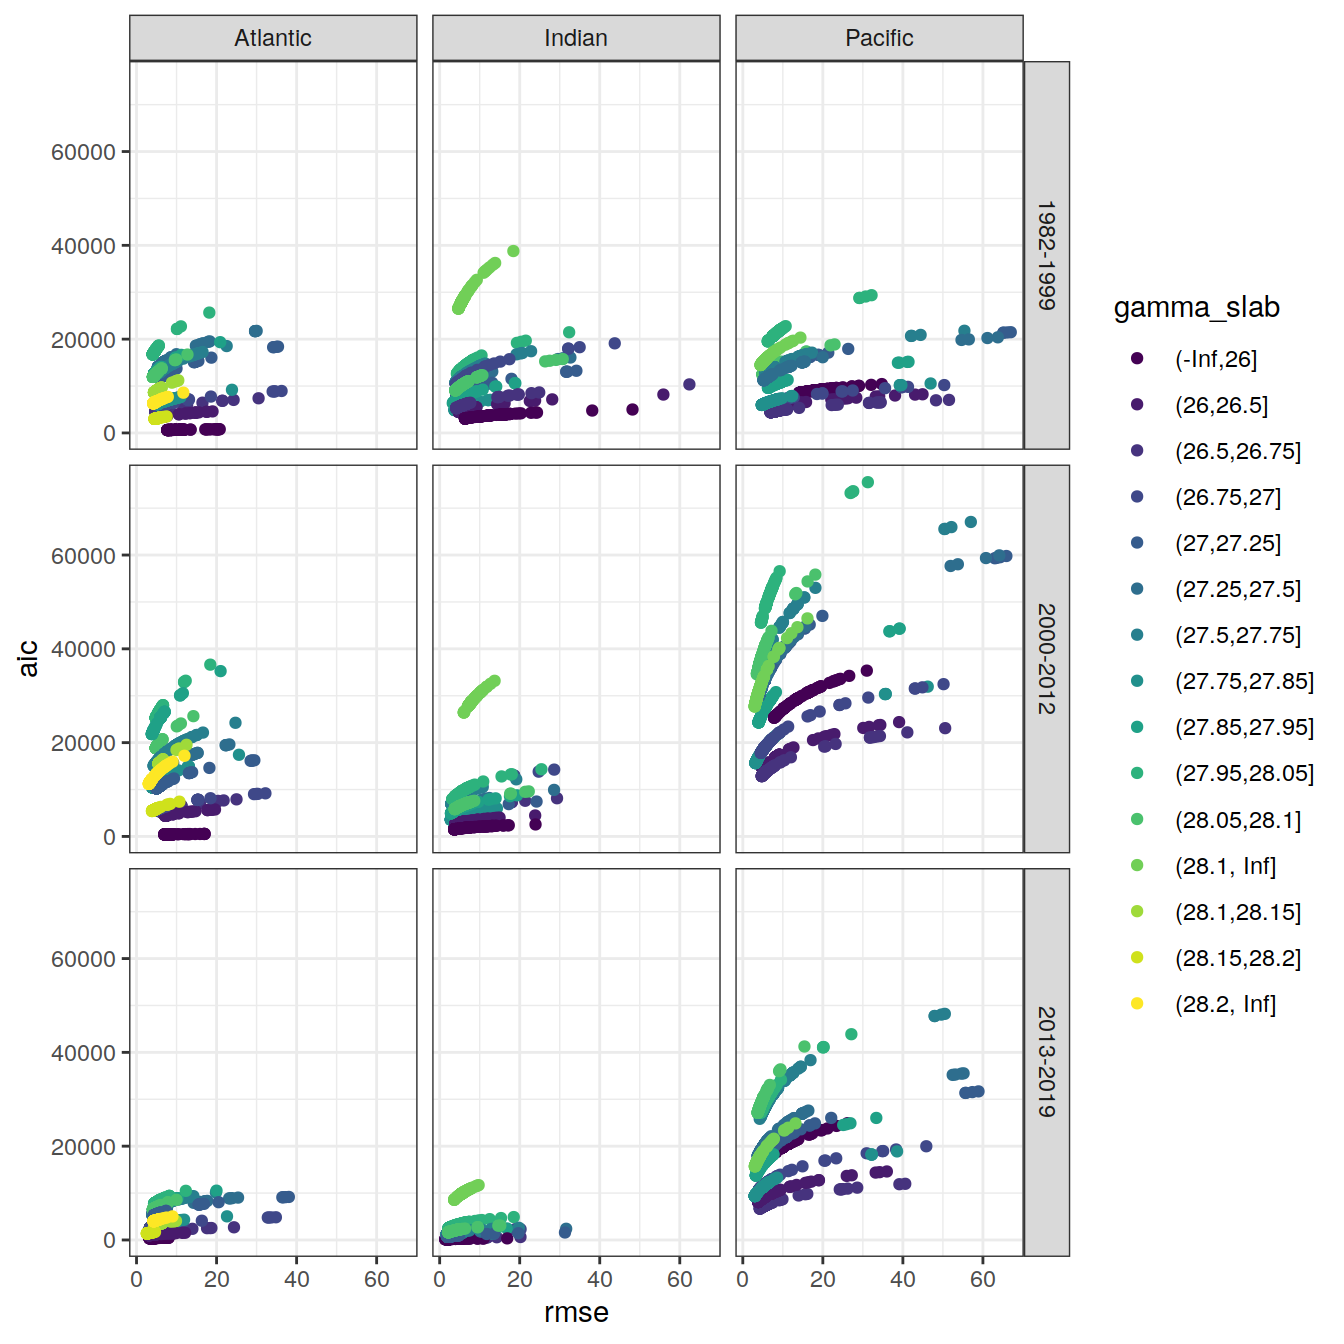 Atlantic
Indian
Pacific
60000
40000
20000
0
1982-1999
60000
40000
20000
0
2000-2012
60000
40000
20000
0
2013-2019
0 20 40 60
0 20 40 60
0 20 40 60
aic
rmse
gamma_slab
(-Inf,26]
(26,26.5]
(26.5,26.75]
(26.75,27]
(27,27.25]
(27.25,27.5]
(27.5,27.75]
(27.75,27.85]
(27.85,27.95]
(27.95,28.05]
(28.05,28.1]
(28.1, Inf]
(28.1,28.15]
(28.15,28.2]
(28.2, Inf]